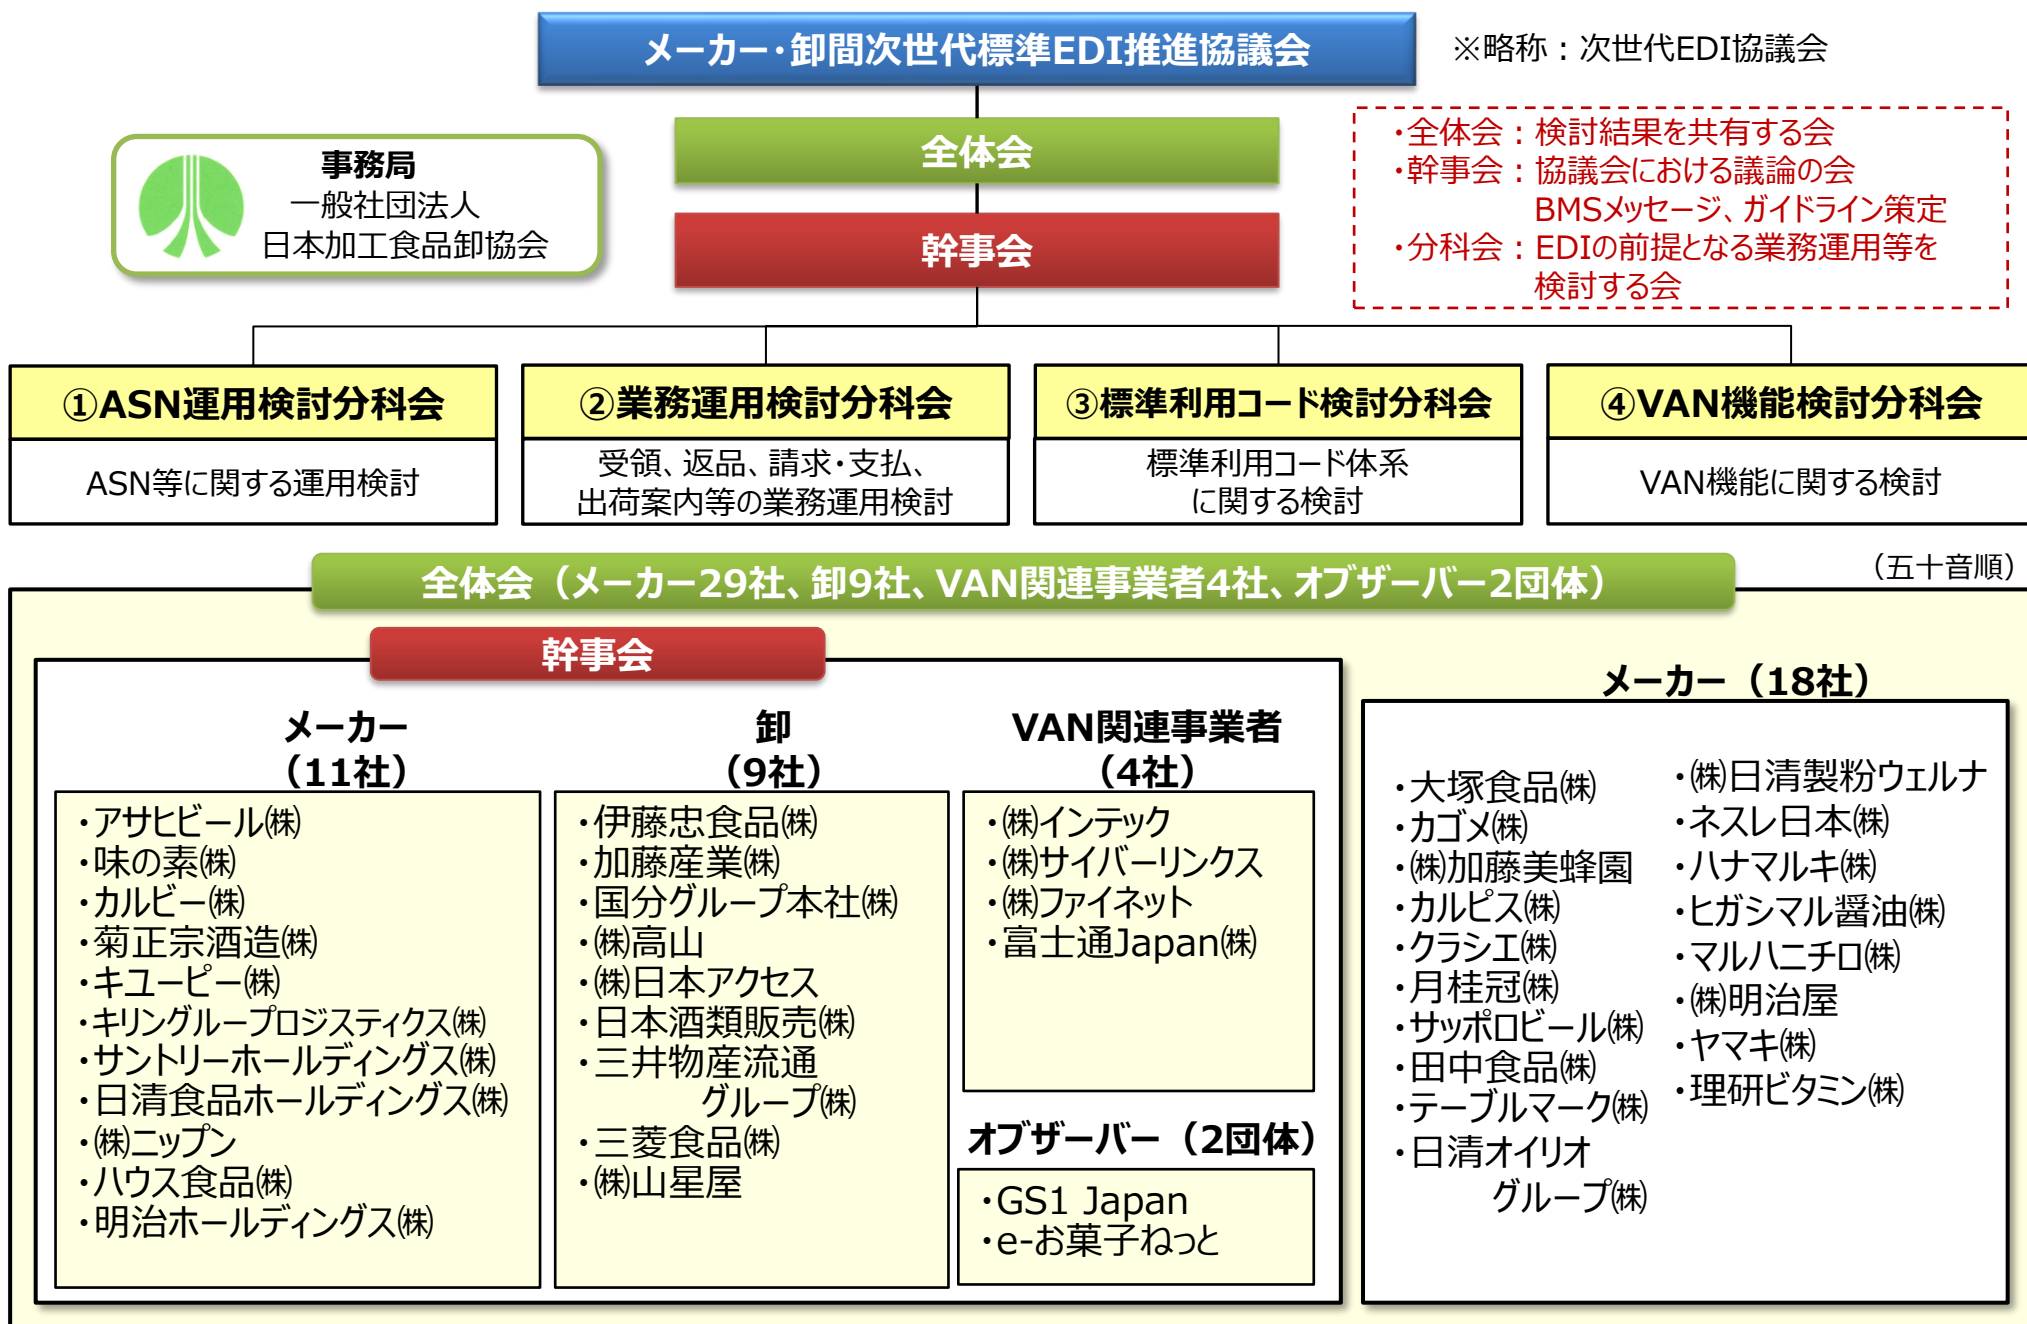 メーカー・卸間次世代標準EDI推進協議会
※略称：次世代EDI協議会
全体会
幹事会
事務局
一般社団法人
日本加工食品卸協会
・全体会：検討結果を共有する会
・幹事会：協議会における議論の会
BMSメッセージ、ガイドライン策定
・分科会：EDIの前提となる業務運用等を
検討する会
①ASN運用検討分科会
ASN等に関する運用検討
②業務運用検討分科会
受領、返品、請求・支払、
出荷案内等の業務運用検討
③標準利用コード検討分科会
標準利用コード体系
に関する検討
④VAN機能検討分科会
VAN機能に関する検討
全体会（メーカー29社、卸9社、VAN関連事業者4社、オブザーバー2団体）
（五十音順）
幹事会
メーカー
（11社）
・アサヒビール㈱
・味の素㈱
・カルビー㈱
・菊正宗酒造㈱
・キユーピー㈱
・キリングループロジスティクス㈱
・サントリーホールディングス㈱
・日清食品ホールディングス㈱
・㈱ニップン
・ハウス食品㈱
・明治ホールディングス㈱
卸
（9社）
・伊藤忠食品㈱
・加藤産業㈱
・国分グループ本社㈱
・㈱高山
・㈱日本アクセス
・日本酒類販売㈱
・三井物産流通
グループ㈱
・三菱食品㈱
・㈱山星屋
VAN関連事業者
（4社）
・㈱インテック
・㈱サイバーリンクス
・㈱ファイネット
・富士通Japan㈱
オブザーバー（2団体）
・GS1 Japan
・e-お菓子ねっと
メーカー（18社）
・大塚食品㈱
・カゴメ㈱
・㈱加藤美蜂園
・カルピス㈱
・クラシエ㈱
・月桂冠㈱
・サッポロビール㈱
・田中食品㈱
・テーブルマーク㈱
・日清オイリオ
グループ㈱
・㈱日清製粉ウェルナ
・ネスレ日本㈱
・ハナマルキ㈱
・ヒガシマル醤油㈱
・マルハニチロ㈱
・㈱明治屋
・ヤマキ㈱
・理研ビタミン㈱